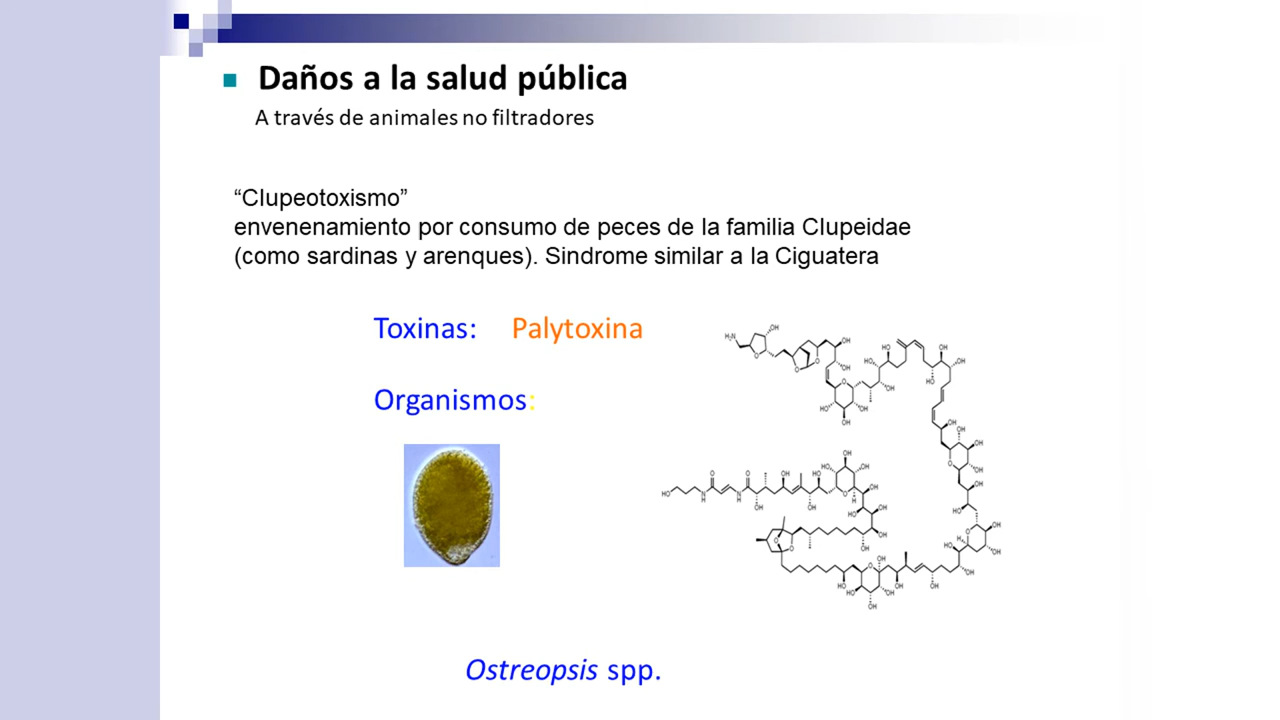 Daños a la salud pública
A través de animales no filtradores
“Clupeotoxismo”
envenenamiento por consumo de peces de la familia Clupeidae
(como sardinas y arenques). Sindrome similar a la Ciguatera
Toxinas: Palytoxina
Organismos:
Ostreopsis spp.